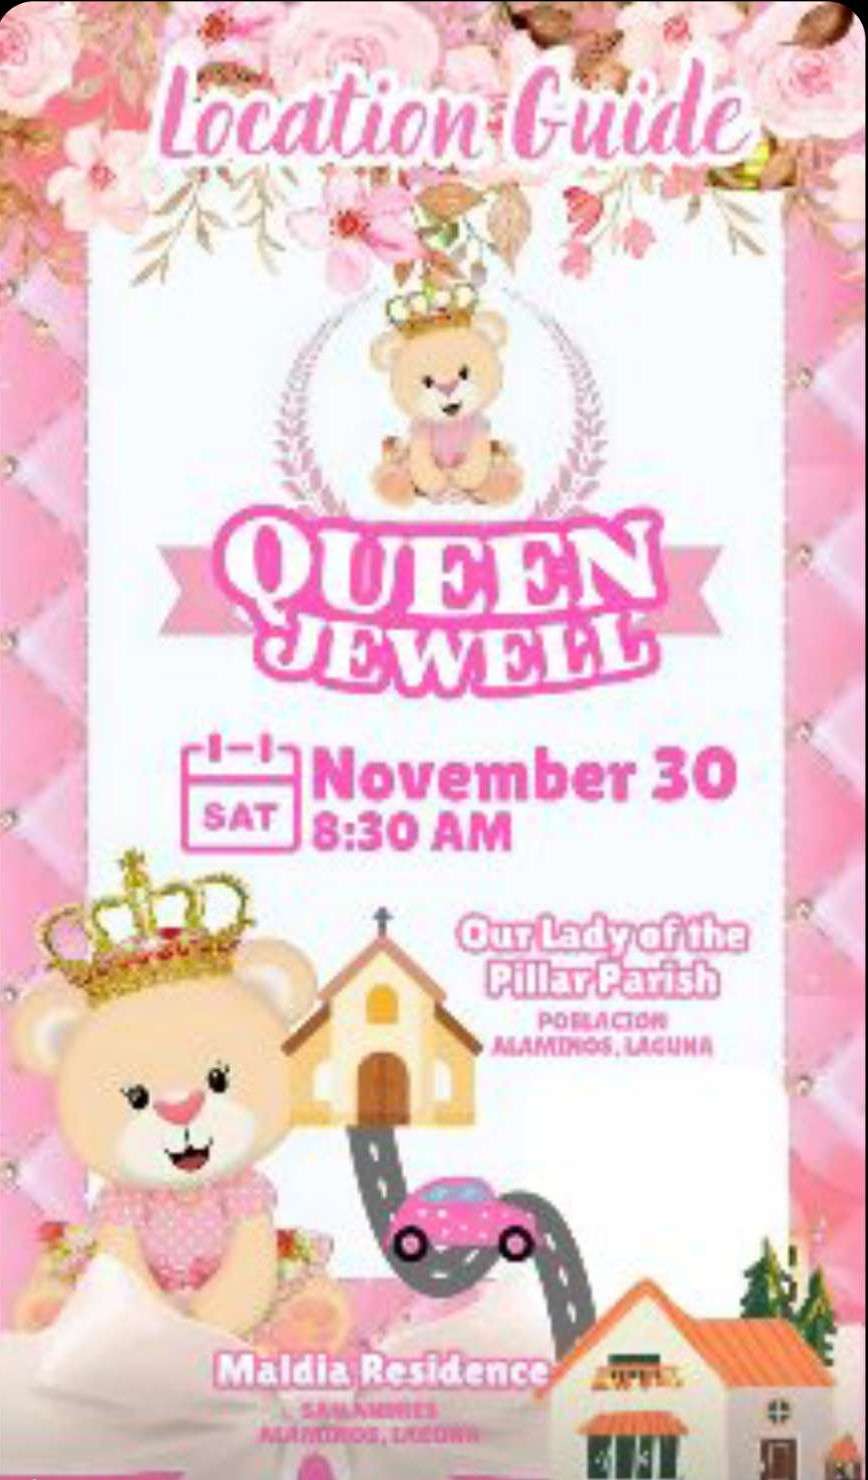 Location Guide
QUEEN
JEWELL
SAT
November 30
8:30 AM
Our Lady of the
Pillar Parish
POBLACION
ALAMINOS, LAGUNA
Maldia Residence
ALAMINOS, LAGUNA